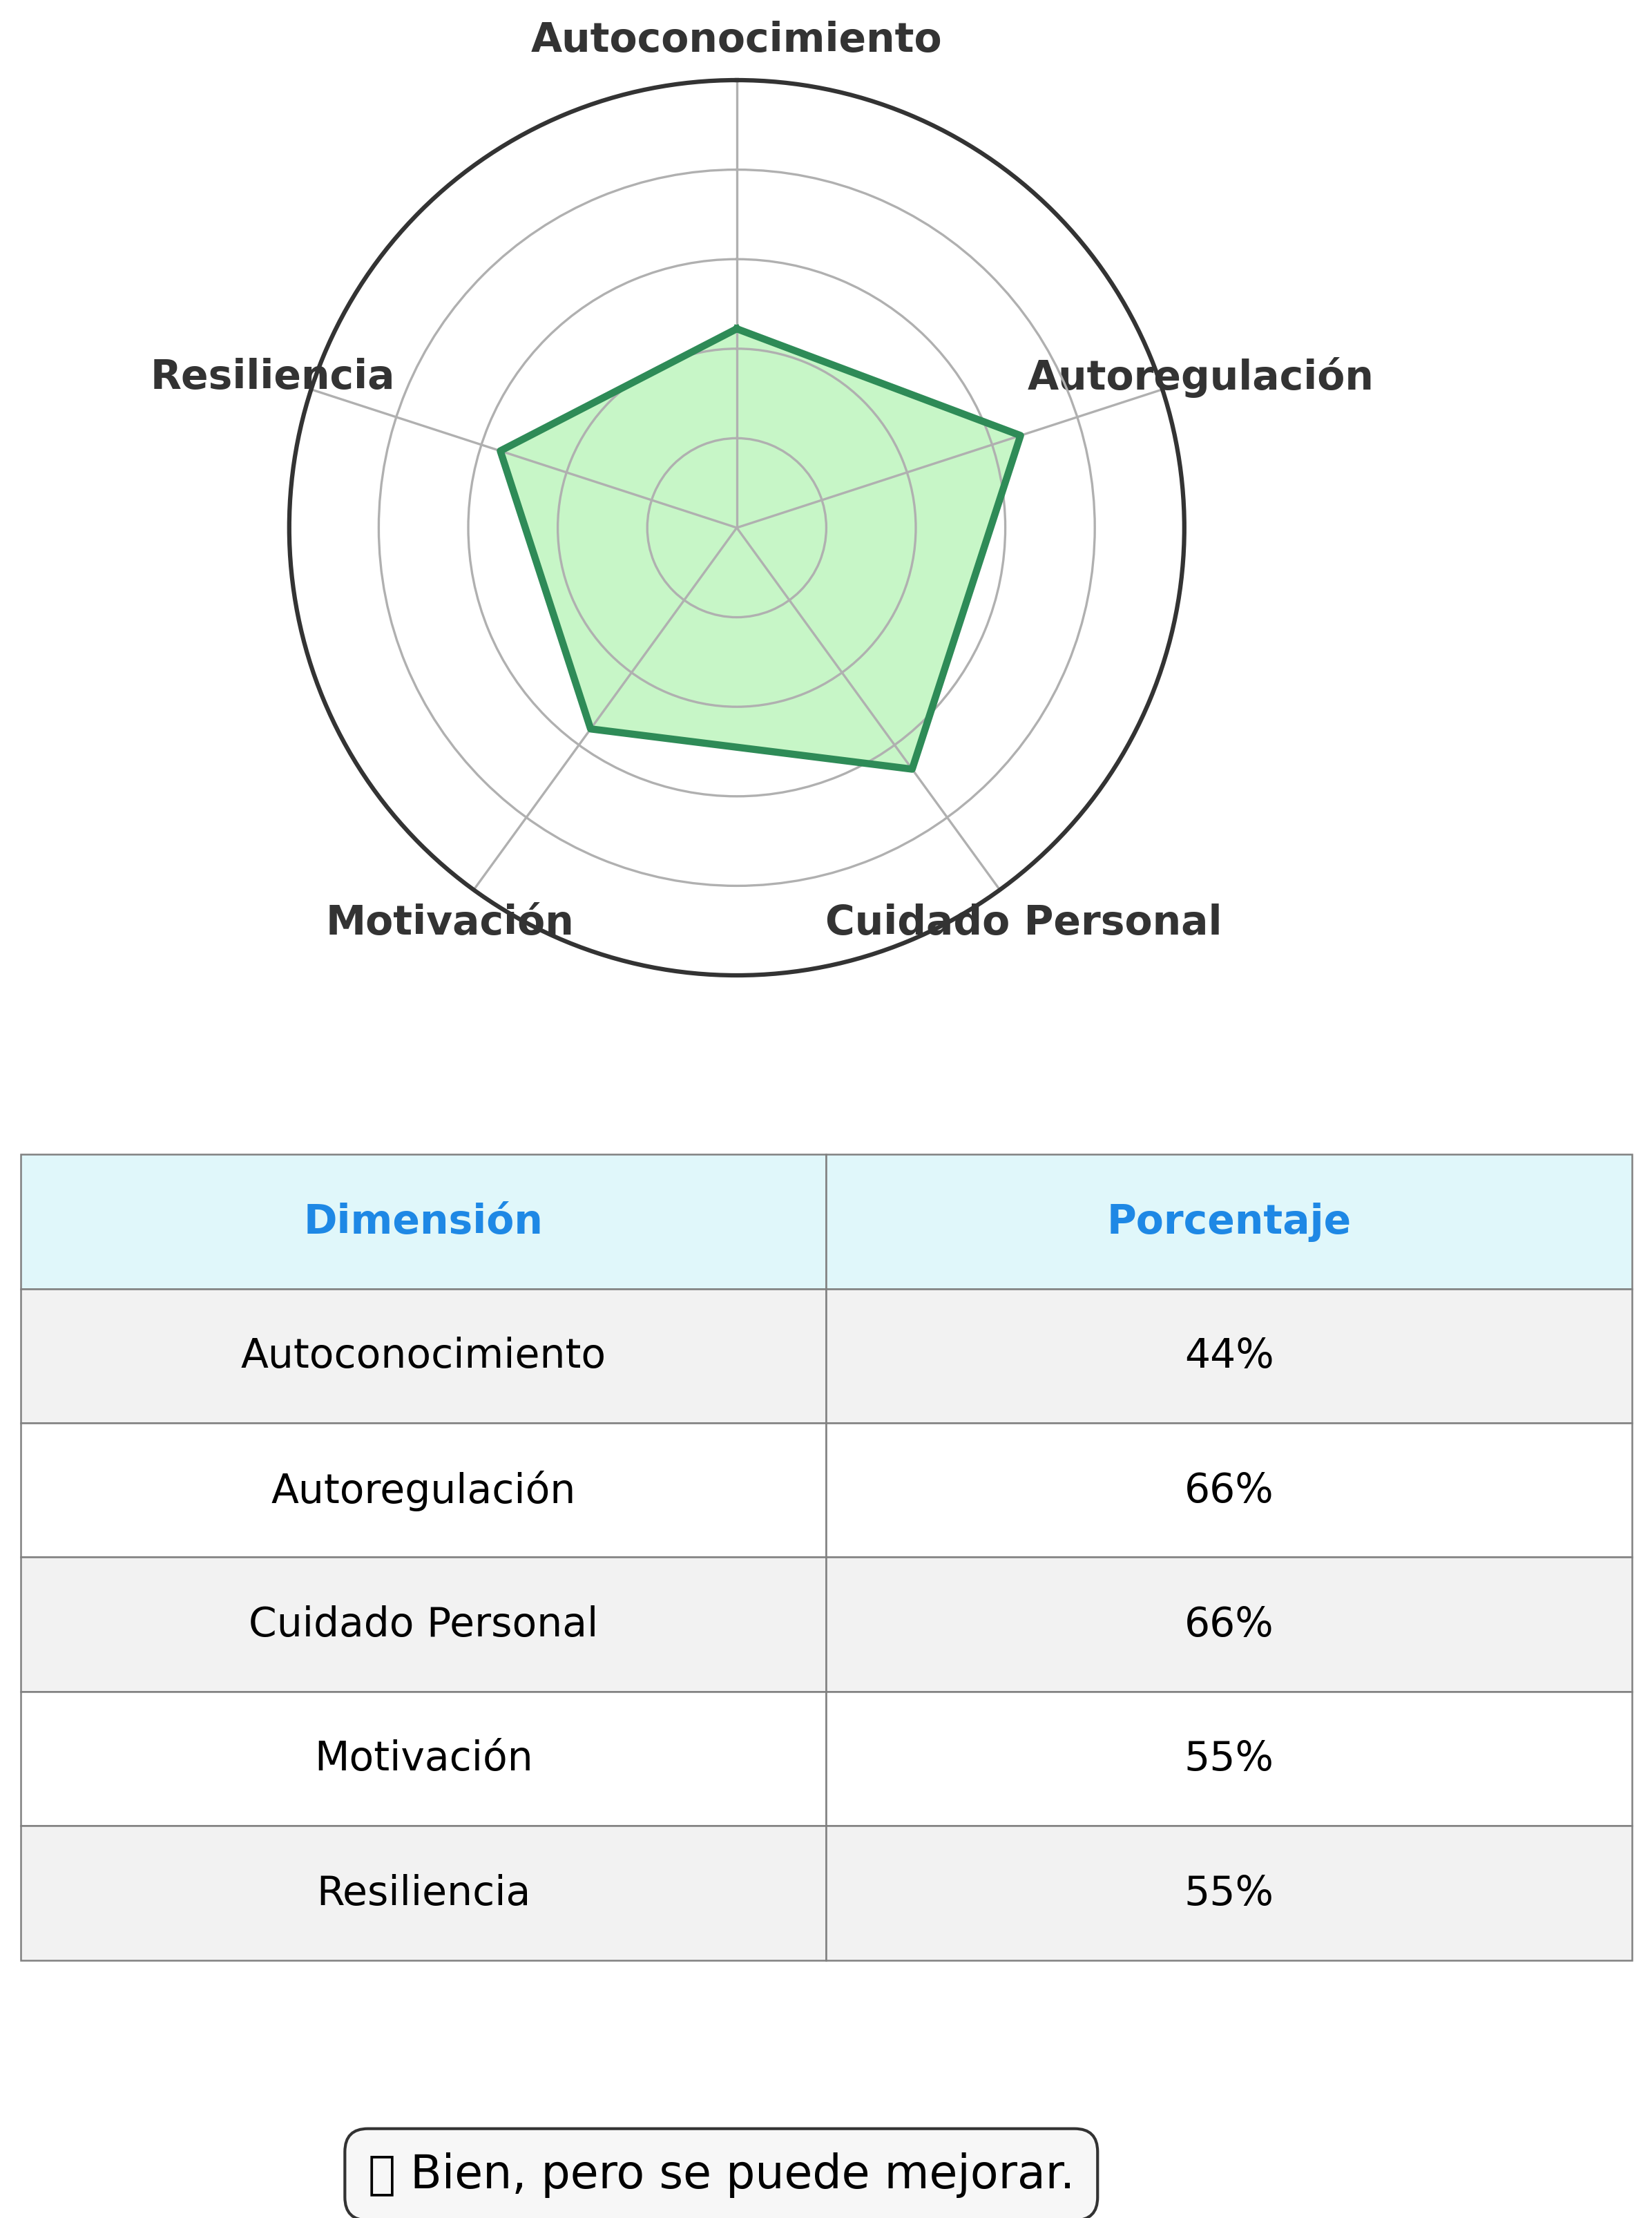 Autoconocimiento
Resiliencia
Autoregulación
Motivación
Cuidado Personal
Dimensión Porcentaje
Autoconocimiento 44%
Autoregulación 66%
Cuidado Personal 66%
Motivación 55%
Resiliencia 55%
Bien, pero se puede mejorar.